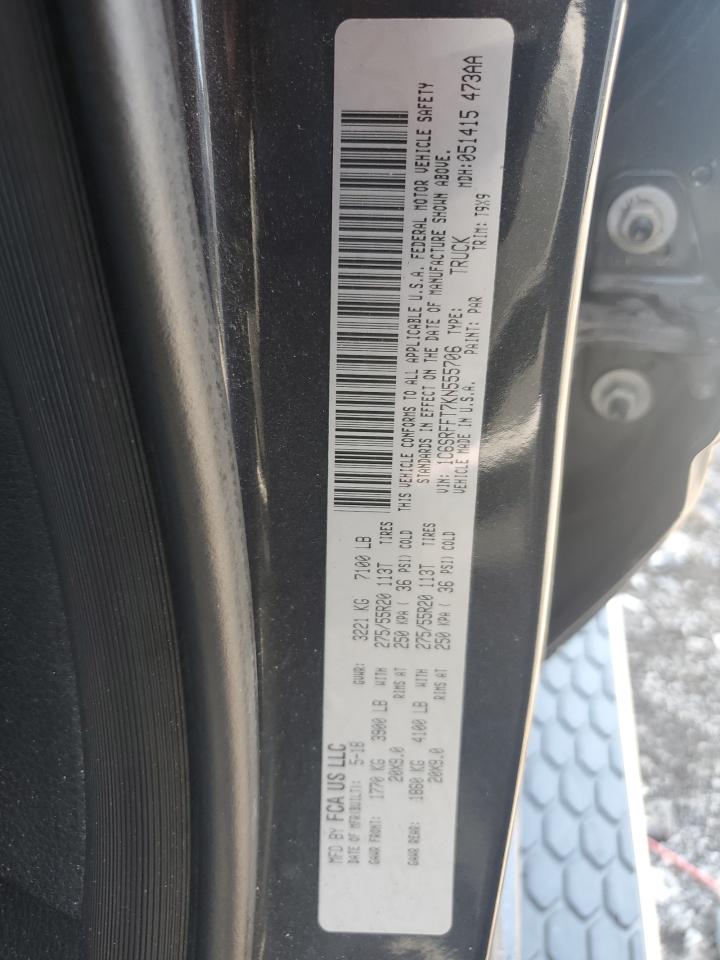 MFD BY FCA US LLC
DATE OF MFR(BUILT): 5-18 GVWR: 3221 KG 7100 LB
GAWR FRONT: 1770 KG 3900 LB WITH 275/55R20 113T TIRES
20X9.0 RIMS AT 250 KPA ( 36 PSI) COLD
GAWR REAR: 1860 KG 4100 LB WITH 275/55R20 113T TIRES
20X9.0 RIMS AT 250 KPA ( 36 PSI) COLD
THIS VEHICLE CONFORMS TO ALL APPLICABLE U.S.A. FEDERAL MOTOR VEHICLE SAFETY
STANDARDS IN EFFECT ON THE DATE OF MANUFACTURE SHOWN ABOVE.
VIN: 1C6SRFFT7KN555706 TYPE: TRUCK MDH:051415 473AA
VEHICLE MADE IN U.S.A. PAINT: PAR TRIM: T9X9